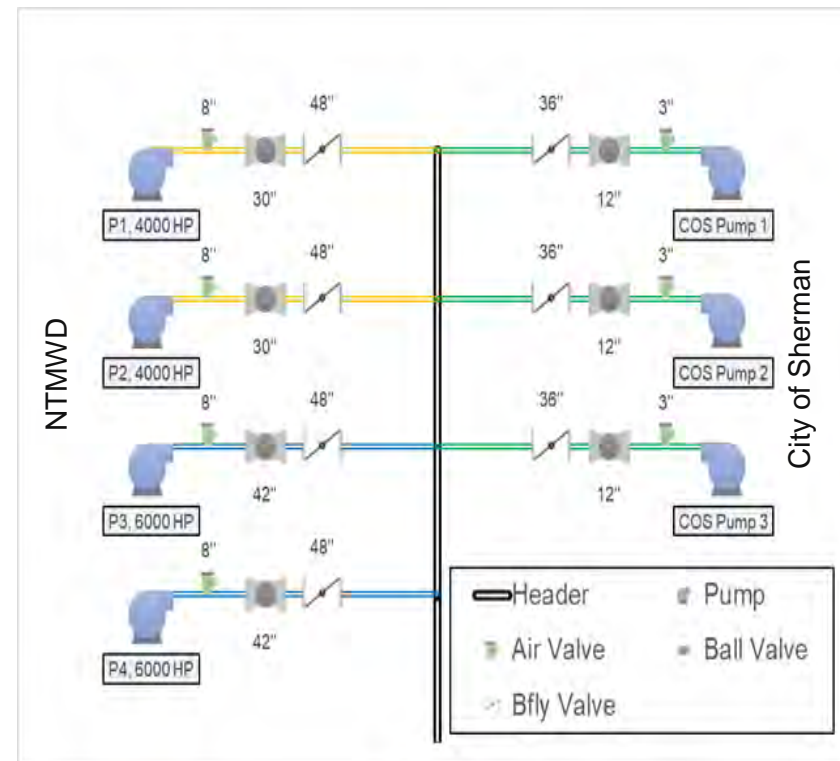 8" 48" 36" 3"
30" 12"
P1, 4000 HP COS Pump 1
8" 48" 36" 3"
30" 12"
P2, 4000 HP COS Pump 2
NTMWD
City of Sherman
8" 48" 36" 3"
42" 12"
P3, 6000 HP COS Pump 3
8" 48"
42"
P4, 6000 HP
Header Pump
Air Valve Ball Valve
Bfly Valve